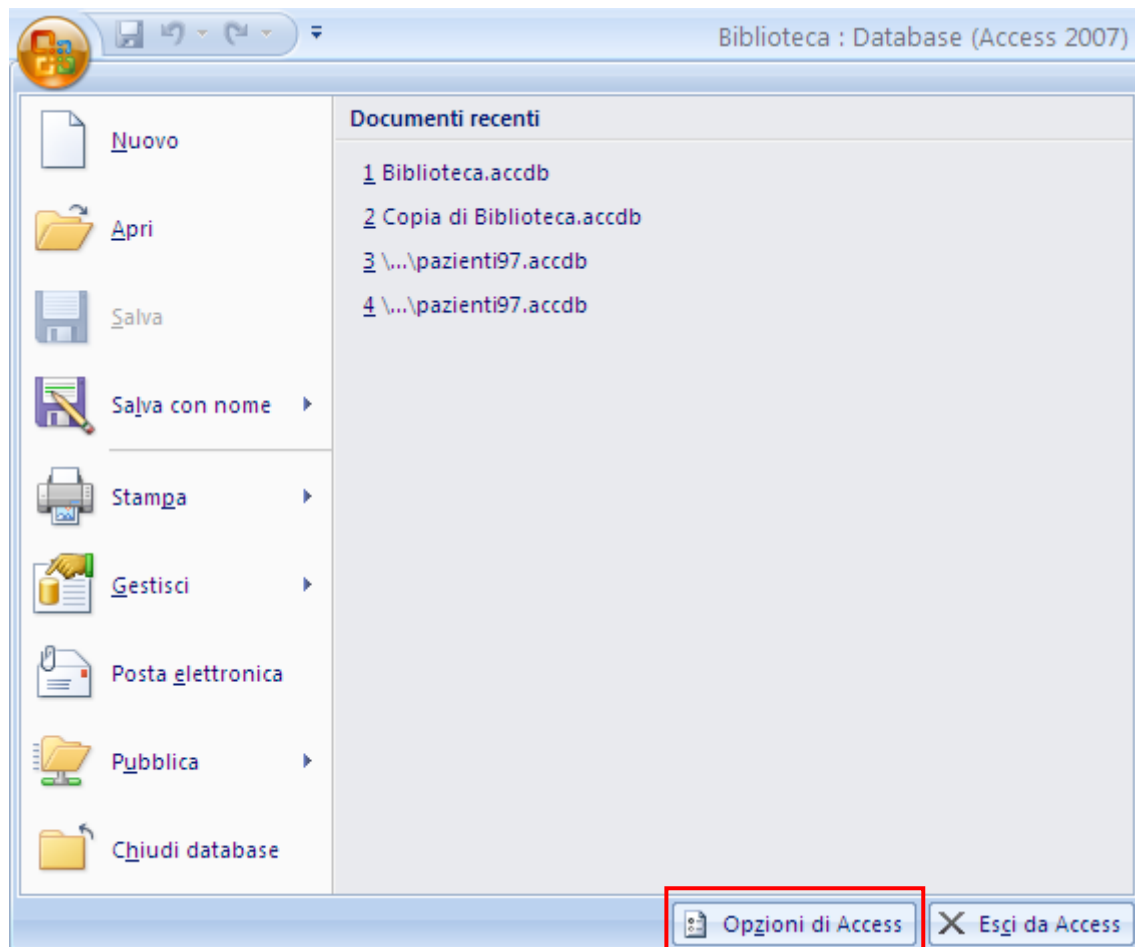 Biblioteca : Database (Access 2007)
Nuovo
Apri
Salva
Salva con nome
Stampa
Gestisci
Posta elettronica
Pubblica
Chiudi database
Documenti recenti
1 Biblioteca.accdb
2 Copia di Biblioteca.accdb
3 \...\pazienti97.accdb
4 \...\pazienti97.accdb
Opzioni di Access
Esci da Access